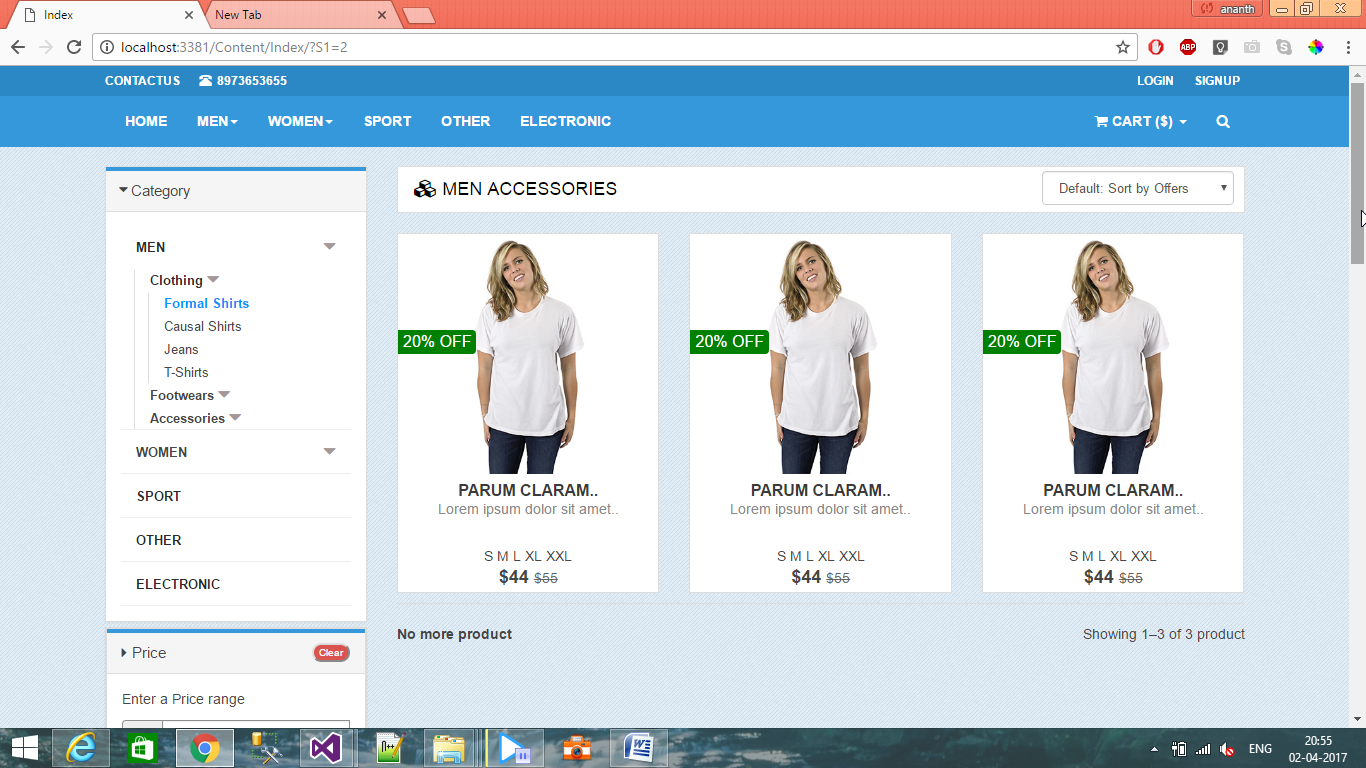 Index
New Tab
ananth
localhost:3381/Content/Index/?S1=2
ABP
CONTACTUS 8973653655 LOGIN SIGNUP
HOME MEN WOMEN SPORT OTHER ELECTRONIC CART ($)
Category
MEN
Clothing
Formal Shirts
Causal Shirts
Jeans
T-Shirts
Footwears
Accessories
WOMEN
SPORT
OTHER
ELECTRONIC
Price Clear
Enter a Price range
MEN ACCESSORIES Default: Sort by Offers
20% OFF 20% OFF 20% OFF
PARUM CLARAM.. PARUM CLARAM.. PARUM CLARAM..
Lorem ipsum dolor sit amet.. Lorem ipsum dolor sit amet.. Lorem ipsum dolor sit amet..
S M L XL XXL S M L XL XXL S M L XL XXL
$44 $55 $44 $55 $44 $55
No more product Showing 1–3 of 3 product
ENG
20:55
02-04-2017